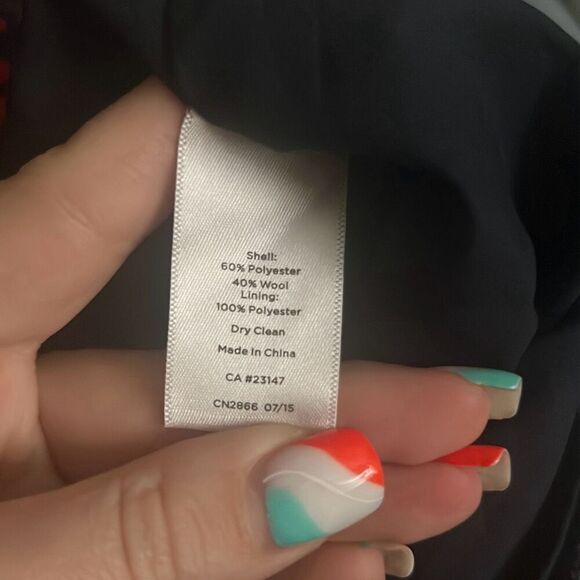 Shell:
60% Polyester
40% Wool
Lining:
100% Polyester
Dry Clean
Made In China
CA #23147
CN2866 07/15